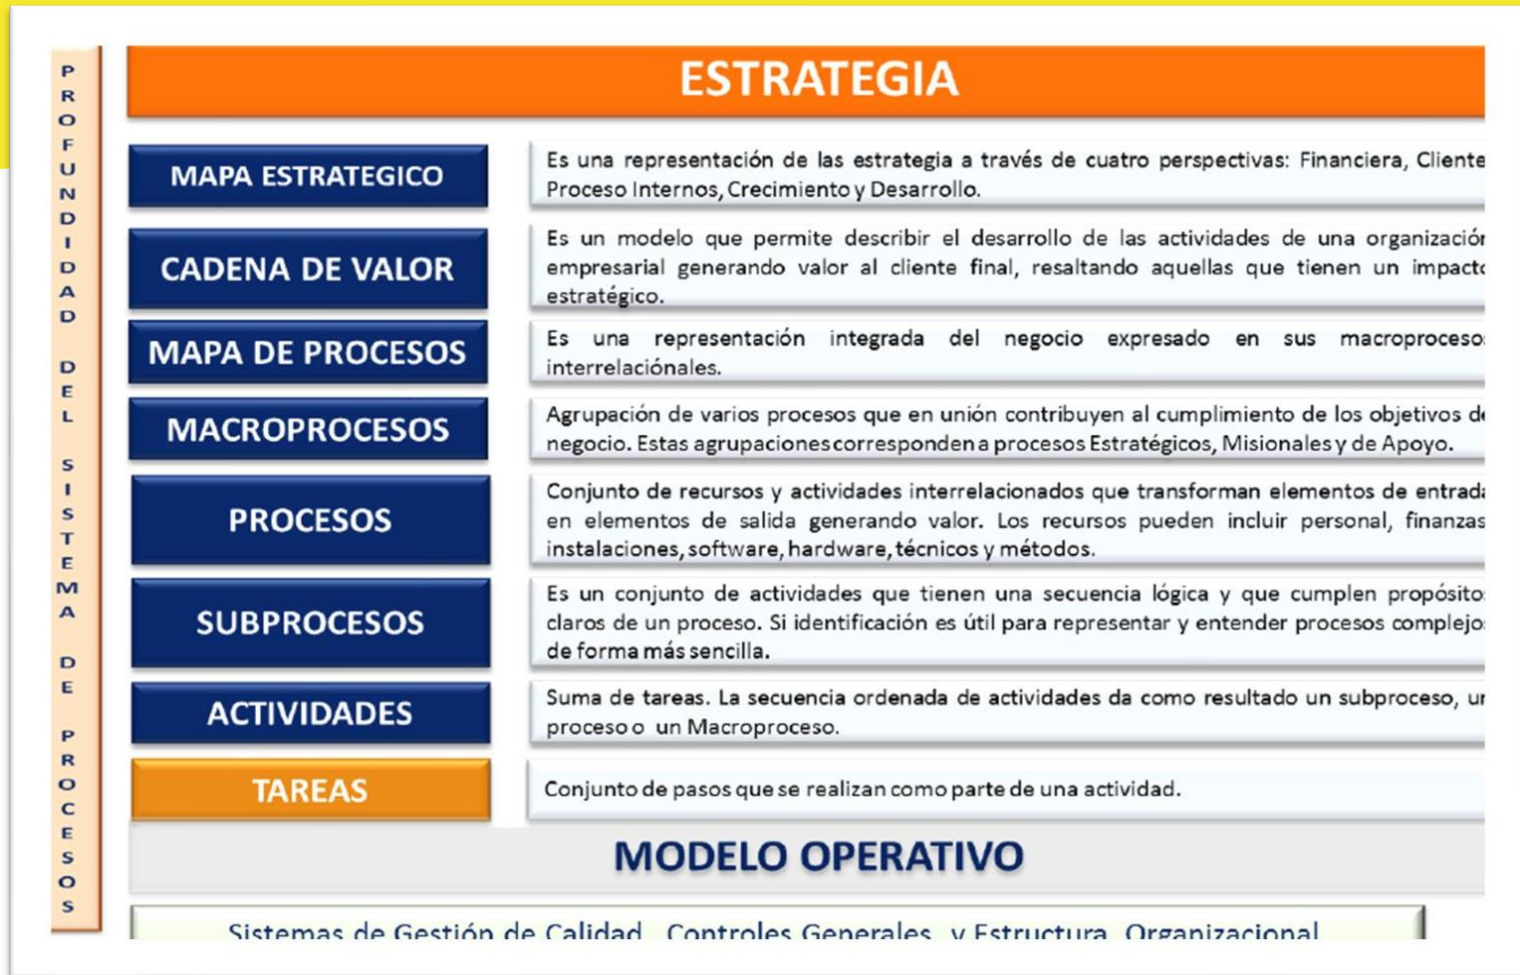 PROFUNDIDAD DEL SISTEMA DE PROCESOS
ESTRATEGIA
MAPA ESTRATEGICO
Es una representación de las estrategia a través de cuatro perspectivas: Financiera, Cliente
Proceso Internos, Crecimiento y Desarrollo.
CADENA DE VALOR
Es un modelo que permite describir el desarrollo de las actividades de una organización
empresarial generando valor al cliente final, resaltando aquellas que tienen un impacto
estratégico.
MAPA DE PROCESOS
Es una representación integrada del negocio expresado en sus macroproceso
interrelaciónales.
MACROPROCESOS
Agrupación de varios procesos que en unión contribuyen al cumplimiento de los objetivos de
negocio. Estas agrupaciones corresponden a procesos Estratégicos, Misionales y de Apoyo.
PROCESOS
Conjunto de recursos y actividades interrelacionados que transforman elementos de entrada
en elementos de salida generando valor. Los recursos pueden incluir personal, finanzas
instalaciones, software, hardware, técnicos y métodos.
SUBPROCESOS
Es un conjunto de actividades que tienen una secuencia lógica y que cumplen propósito
claros de un proceso. Si identificación es útil para representar y entender procesos complejo
de forma más sencilla.
ACTIVIDADES
Suma de tareas. La secuencia ordenada de actividades da como resultado un subproceso, un
proceso o un Macroproceso.
TAREAS
Conjunto de pasos que se realizan como parte de una actividad.
MODELO OPERATIVO
Sistemas de Gestión de Calidad Controles Generales y Estructura Organizacional